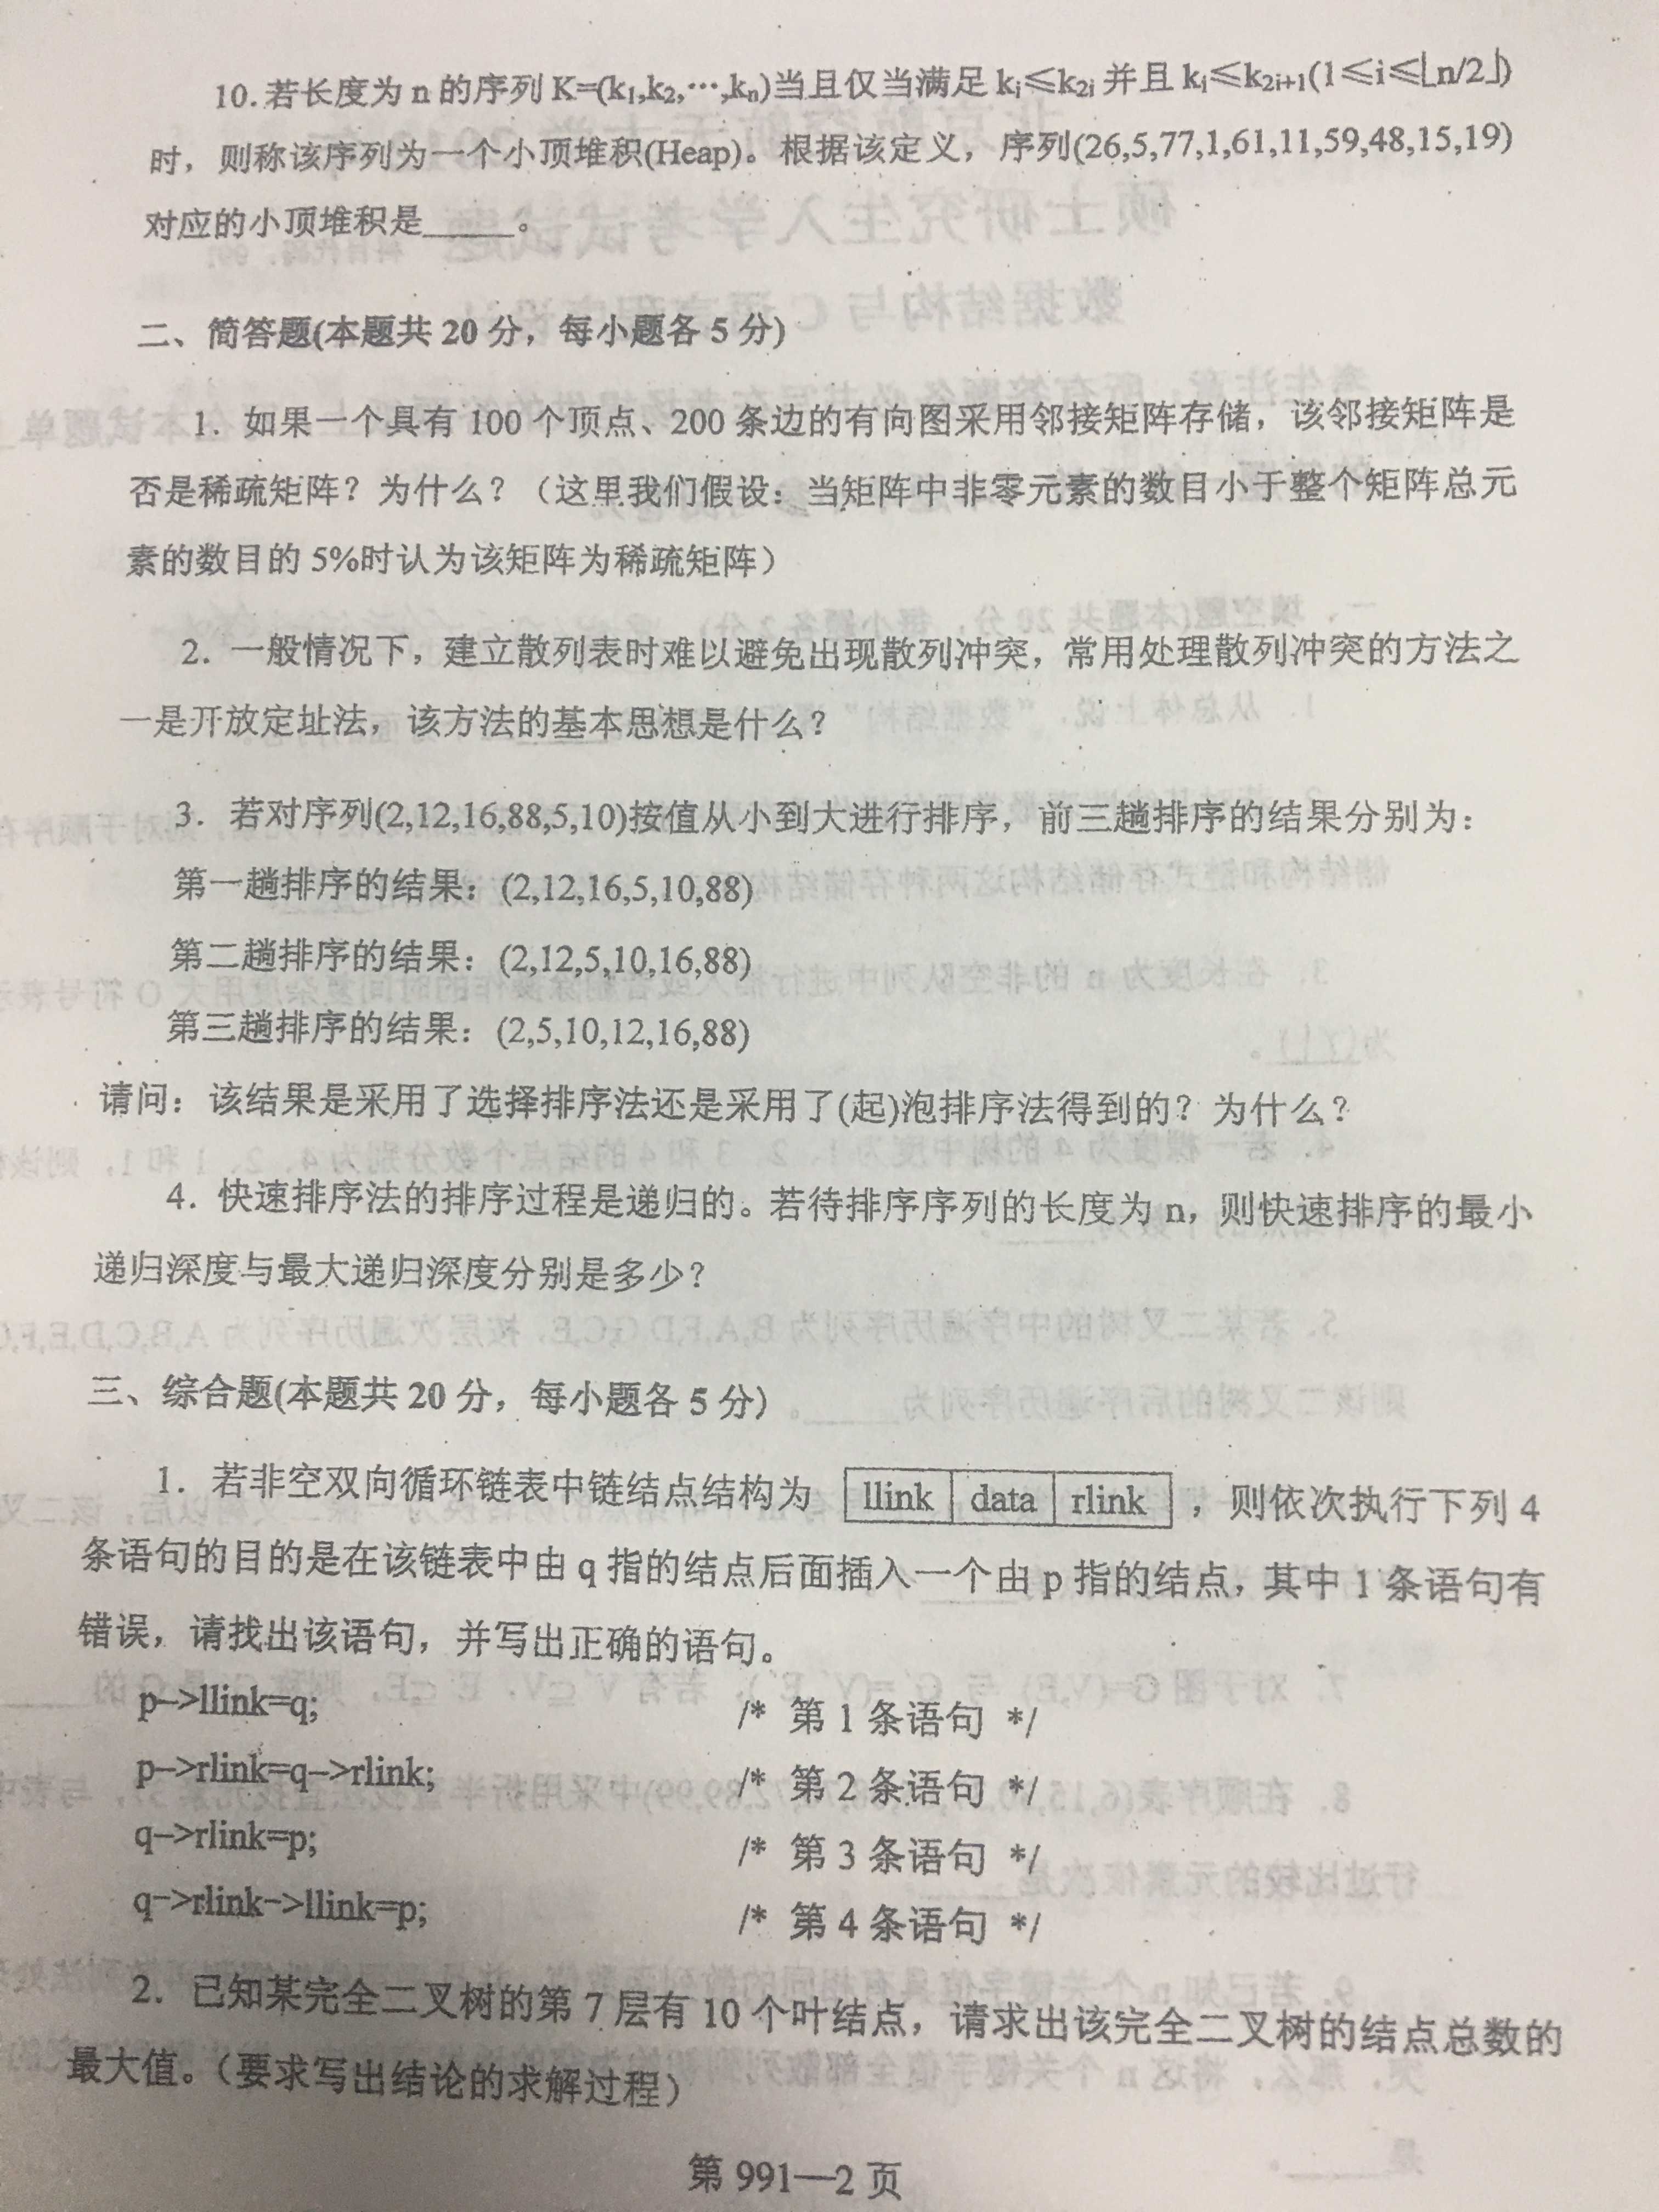 10.若长度为 n 的序列 K=(k1,k2,…,kn)当且仅当满足 ki≤k2i 并且 ki≤k2i+1(1≤i≤⌊n/2⌋)
时，则称该序列为一个小顶堆积(Heap)。根据该定义，序列(26,5,77,1,61,11,59,48,15,19)
对应的小顶堆积是_____。
二、简答题(本题共 20 分，每小题各 5 分)
1. 如果一个具有 100 个顶点、200 条边的有向图采用邻接矩阵存储，该邻接矩阵是
否是稀疏矩阵？为什么？（这里我们假设：当矩阵中非零元素的数目小于整个矩阵总元
素的数目的 5%时认为该矩阵为稀疏矩阵）
2. 一般情况下，建立散列表时难以避免出现散列冲突，常用处理散列冲突的方法之
一是开放定址法，该方法的基本思想是什么？
3. 若对序列(2,12,16,88,5,10)按值从小到大进行排序，前三趟排序的结果分别为：
第一趟排序的结果：(2,12,16,5,10,88)
第二趟排序的结果：(2,12,5,10,16,88)
第三趟排序的结果：(2,5,10,12,16,88)
请问：该结果是采用了选择排序法还是采用了(起)泡排序法得到的？为什么？
4. 快速排序法的排序过程是递归的。若待排序序列的长度为 n，则快速排序的最小
递归深度与最大递归深度分别是多少？
三、综合题(本题共 20 分，每小题各 5 分)
1. 若非空双向循环链表中链结点结构为 llink data rlink ，则依次执行下列 4
条语句的目的是在该链表中由 q 指的结点后面插入一个由 p 指的结点，其中 1 条语句有
错误，请找出该语句，并写出正确的语句。
p->llink=q; /* 第 1 条语句 */
p->rlink=q->rlink; /* 第 2 条语句 */
q->rlink=p; /* 第 3 条语句 */
q->rlink->llink=p; /* 第 4 条语句 */
2. 已知某完全二叉树的第 7 层有 10 个叶结点，请求出该完全二叉树的结点总数的
最大值。（要求写出结论的求解过程）
第 991—2 页